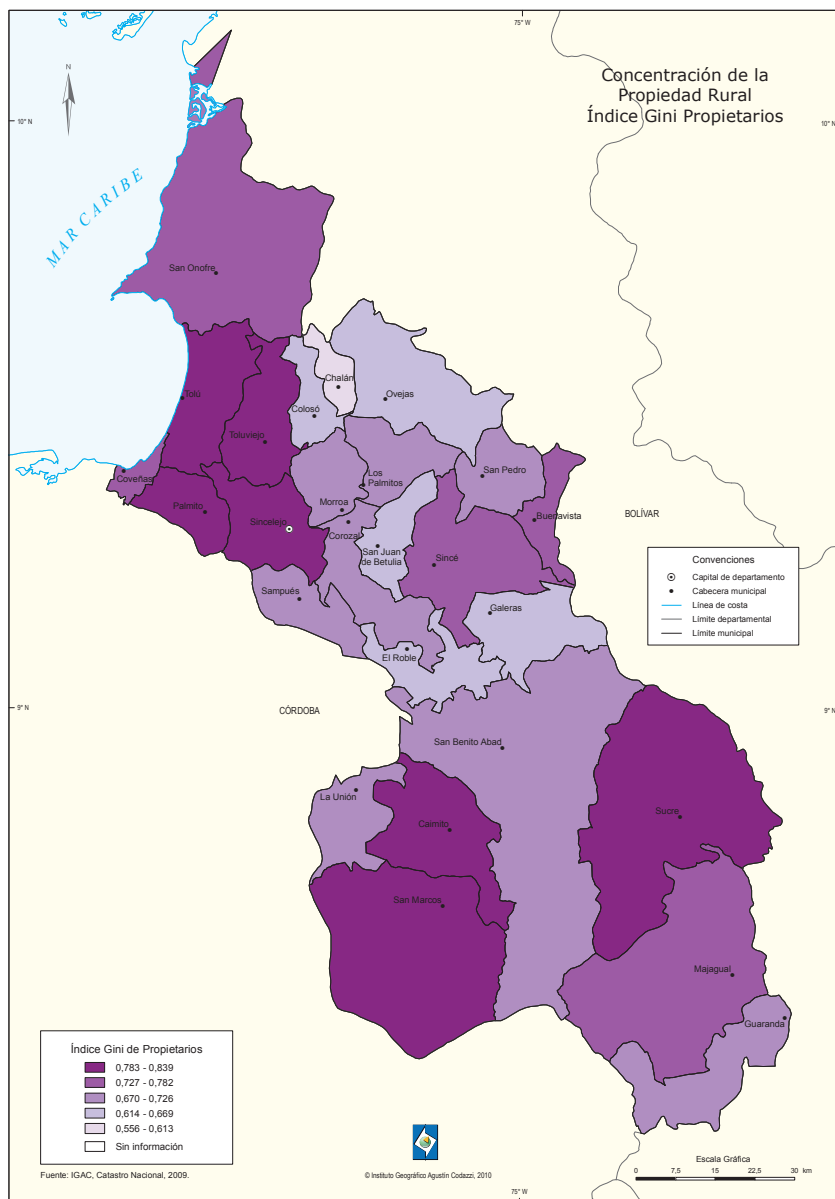 75° W
Concentración de la
Propiedad Rural
Índice Gini Propietarios
N
10° N
10° N
MAR CARIBE
San Onofre
Chalán
Tolú
Ovejas
Colosó
Toluviejo
Coveñas
San Pedro
Los
Palmitos
Palmito
Morroa
Buenavista
BOLÍVAR
Sincelejo
Corozal
San Juan
de Betulia
Sincé
Convenciones
Capital de departamento
Cabecera municipal
Línea de costa
Límite departamental
Límite municipal
Sampués
Galeras
El Roble
9° N
CÓRDOBA
9° N
San Benito Abad
La Unión
Caimito
Sucre
San Marcos
Majagual
Guaranda
Índice Gini de Propietarios
0,783 - 0,839
0,727 - 0,782
0,670 - 0,726
0,614 - 0,669
0,556 - 0,613
Sin información
Fuente: IGAC, Catastro Nacional, 2009.
© Instituto Geográfico Agustín Codazzi, 2010
Escala Gráfica
0 7,5 15 22,5 30 km
75° W